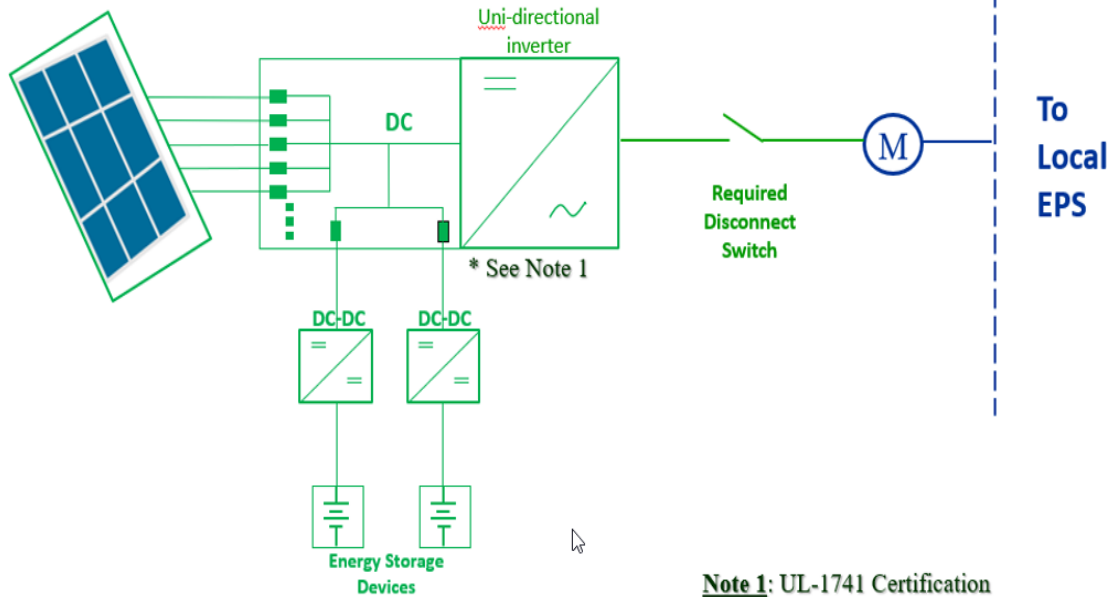 Uni-directional
inverter
DC
M
To
Local
EPS
Required
Disconnect
Switch
* See Note 1
DC-DC
DC-DC
Energy Storage
Devices
Note 1: UL-1741 Certification